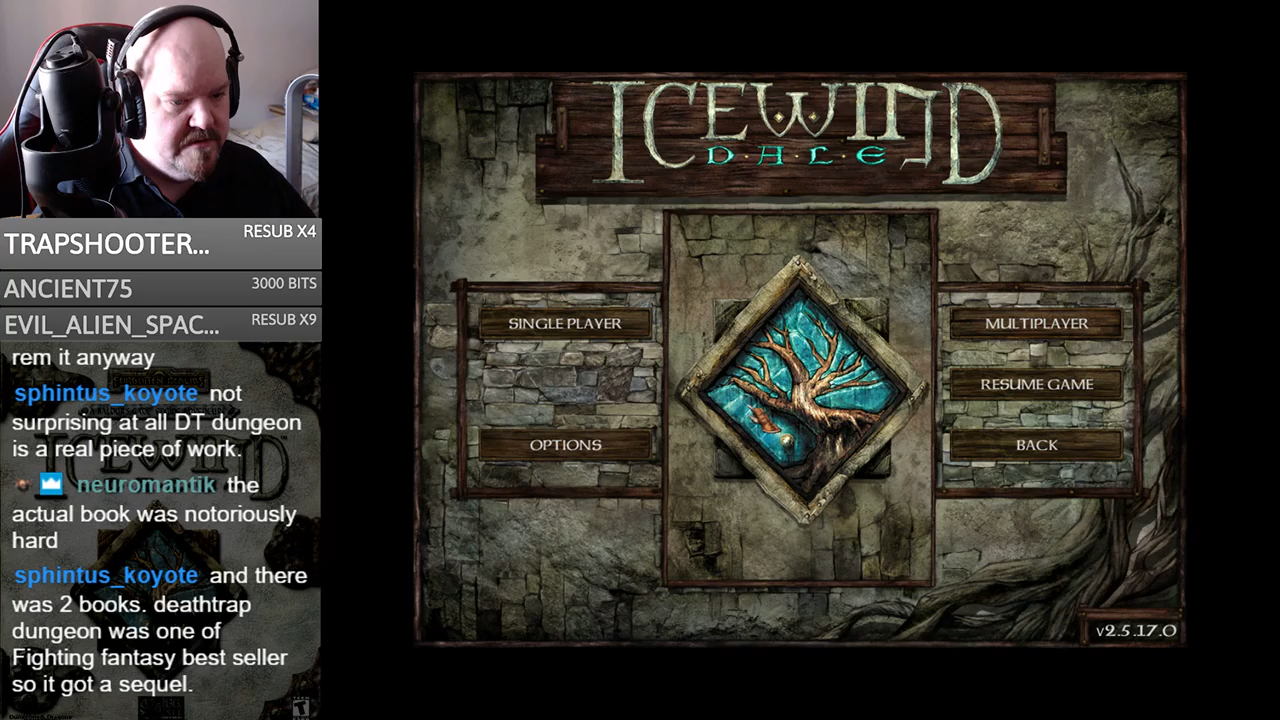 TRAPSHOOTER...
RESUB X4
ANCIENT75
3000 BITS
EVIL_ALIEN_SPAC...
RESUB X9
rem it anyway
sphintus_koyote not
surprising at all DT dungeon
is a real piece of work.
neuromantik the
actual book was notoriously
hard
sphintus_koyote and there
was 2 books. deathtrap
dungeon was one of
Fighting fantasy best seller
so it got a sequel.
ICEWIND
DALE
SINGLE PLAYER
OPTIONS
MULTIPLAYER
RESUME GAME
BACK
v2.5.17.0
ICEWIND
T